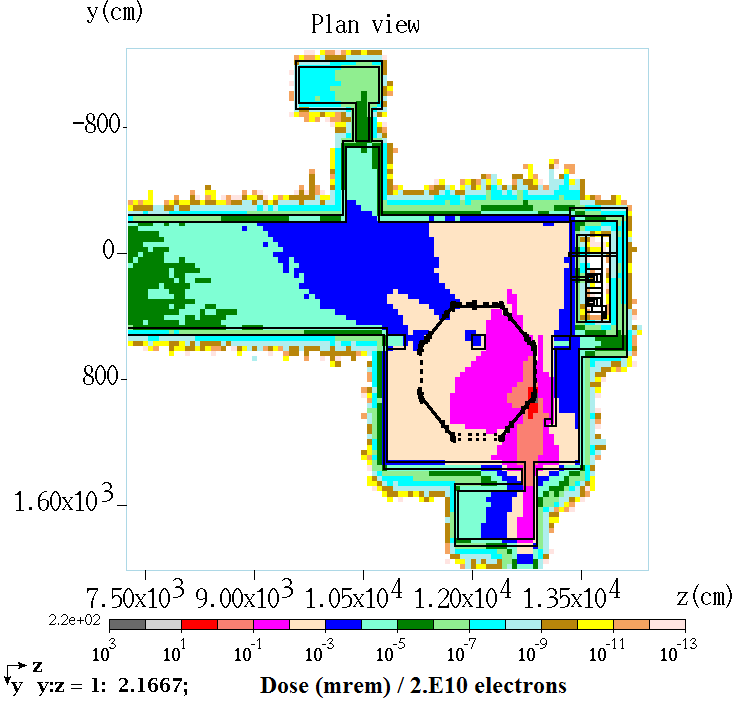 y(cm)
Plan view
-800
0
800
1.60x10³
7.50x10³ 9.00x10³ 1.05x10⁴ 1.20x10⁴ 1.35x10⁴ z(cm)
2.2e+02
10³ 10¹ 10⁻¹ 10⁻³ 10⁻⁵ 10⁻⁷ 10⁻⁹ 10⁻¹¹ 10⁻¹³
z
y y:z = 1: 2.1667;
Dose (mrem) / 2.E10 electrons